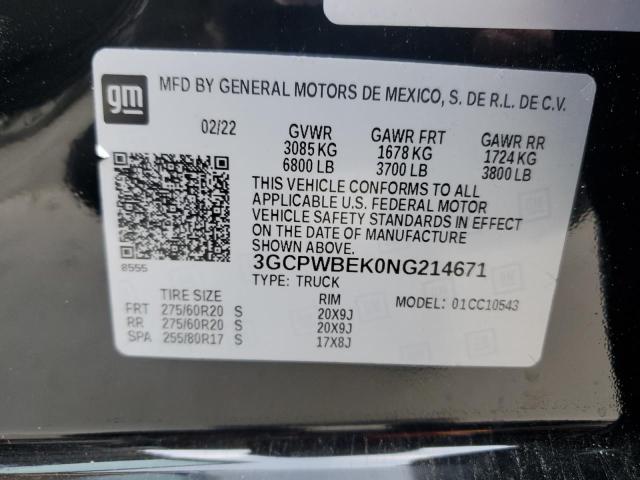 gm
MFD BY GENERAL MOTORS DE MEXICO, S. DE R.L. DE C.V.
02/22 GVWR GAWR FRT GAWR RR
3085 KG 1678 KG 1724 KG
6800 LB 3700 LB 3800 LB
THIS VEHICLE CONFORMS TO ALL
APPLICABLE U.S. FEDERAL MOTOR
VEHICLE SAFETY STANDARDS IN EFFECT
ON THE DATE OF MANUFACTURE
SHOWN ABOVE.
8555
3GCPWBEK0NG214671
TYPE: TRUCK
TIRE SIZE RIM MODEL: 01CC10543
FRT 275/60R20 S 20X9J
RR 275/60R20 S 20X9J
SPA 255/80R17 S 17X8J